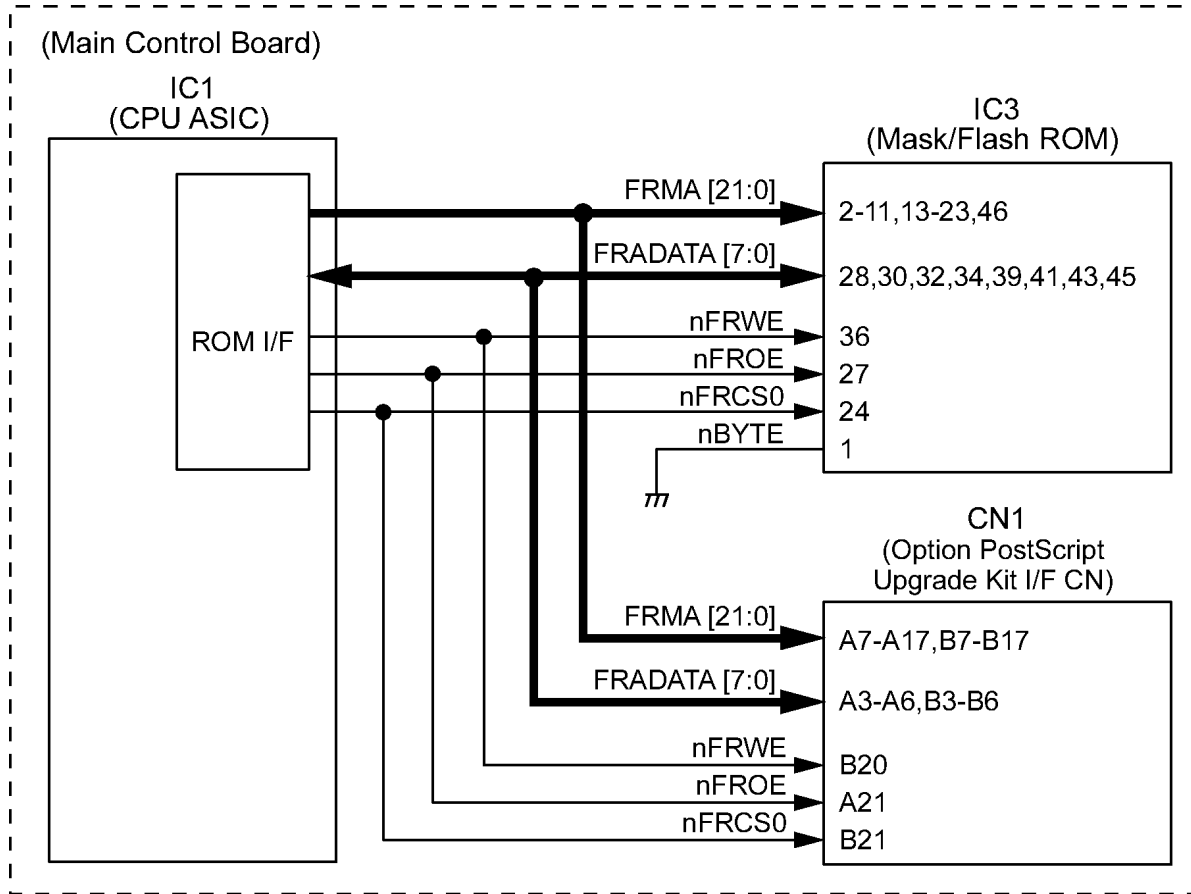 (Main Control Board)
IC1
(CPU ASIC)
ROM I/F
IC3
(Mask/Flash ROM)
FRMA [21:0]
2-11,13-23,46
FRADATA [7:0]
28,30,32,34,39,41,43,45
nFRWE
36
nFROE
27
nFRCS0
24
nBYTE
1
CN1
(Option PostScript
Upgrade Kit I/F CN)
FRMA [21:0]
A7-A17,B7-B17
FRADATA [7:0]
A3-A6,B3-B6
nFRWE
B20
nFROE
A21
nFRCS0
B21